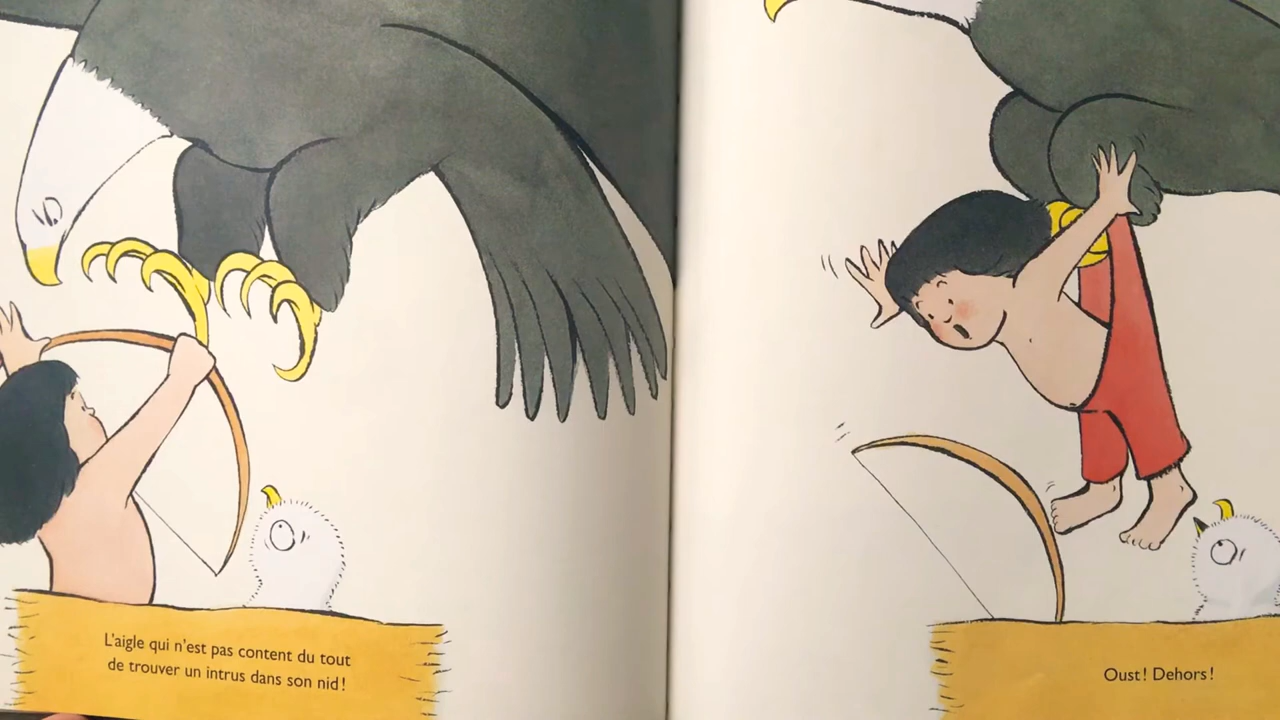 L'aigle qui n'est pas content du tout
de trouver un intrus dans son nid !
Oust ! Dehors !